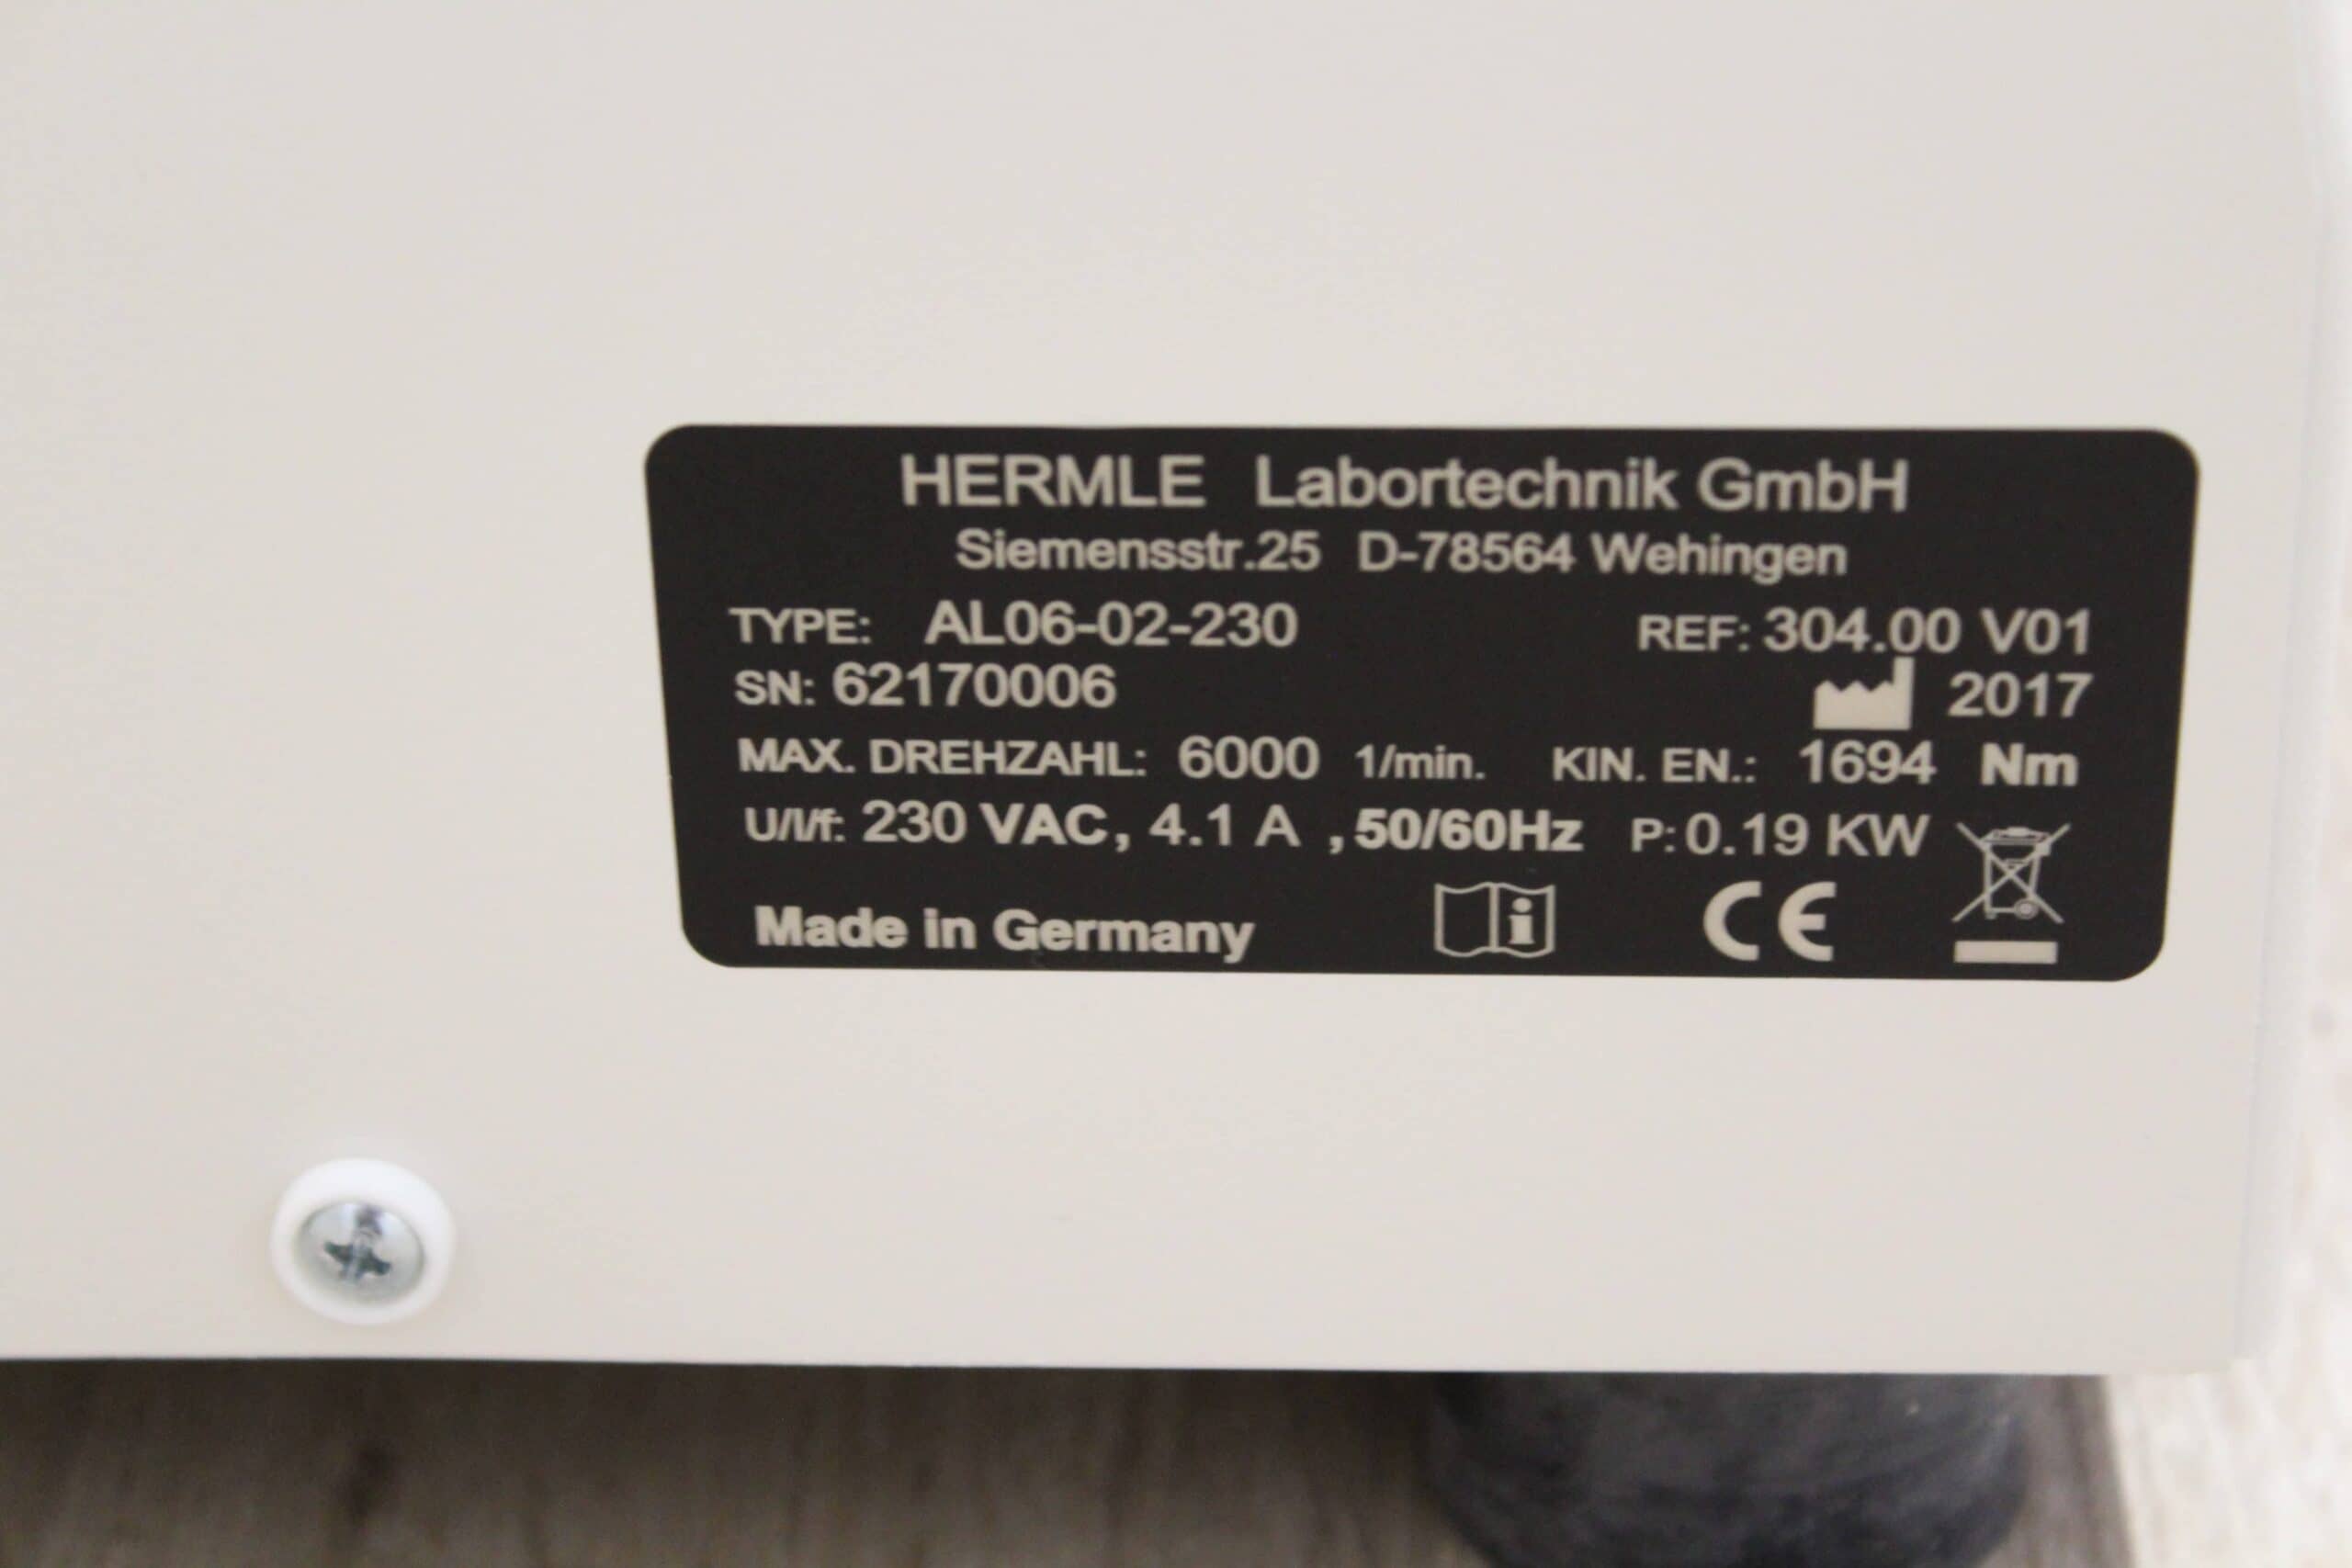 HERMLE Labortechnik GmbH
Siemensstr.25 D-78564 Wehingen
TYPE: AL06-02-230 REF: 304.00 V01
SN: 62170006 2017
MAX. DREHZAHL: 6000 1/min. KIN. EN.: 1694 Nm
U/I/f: 230 VAC, 4.1 A , 50/60Hz P: 0.19 KW
Made in Germany i CE